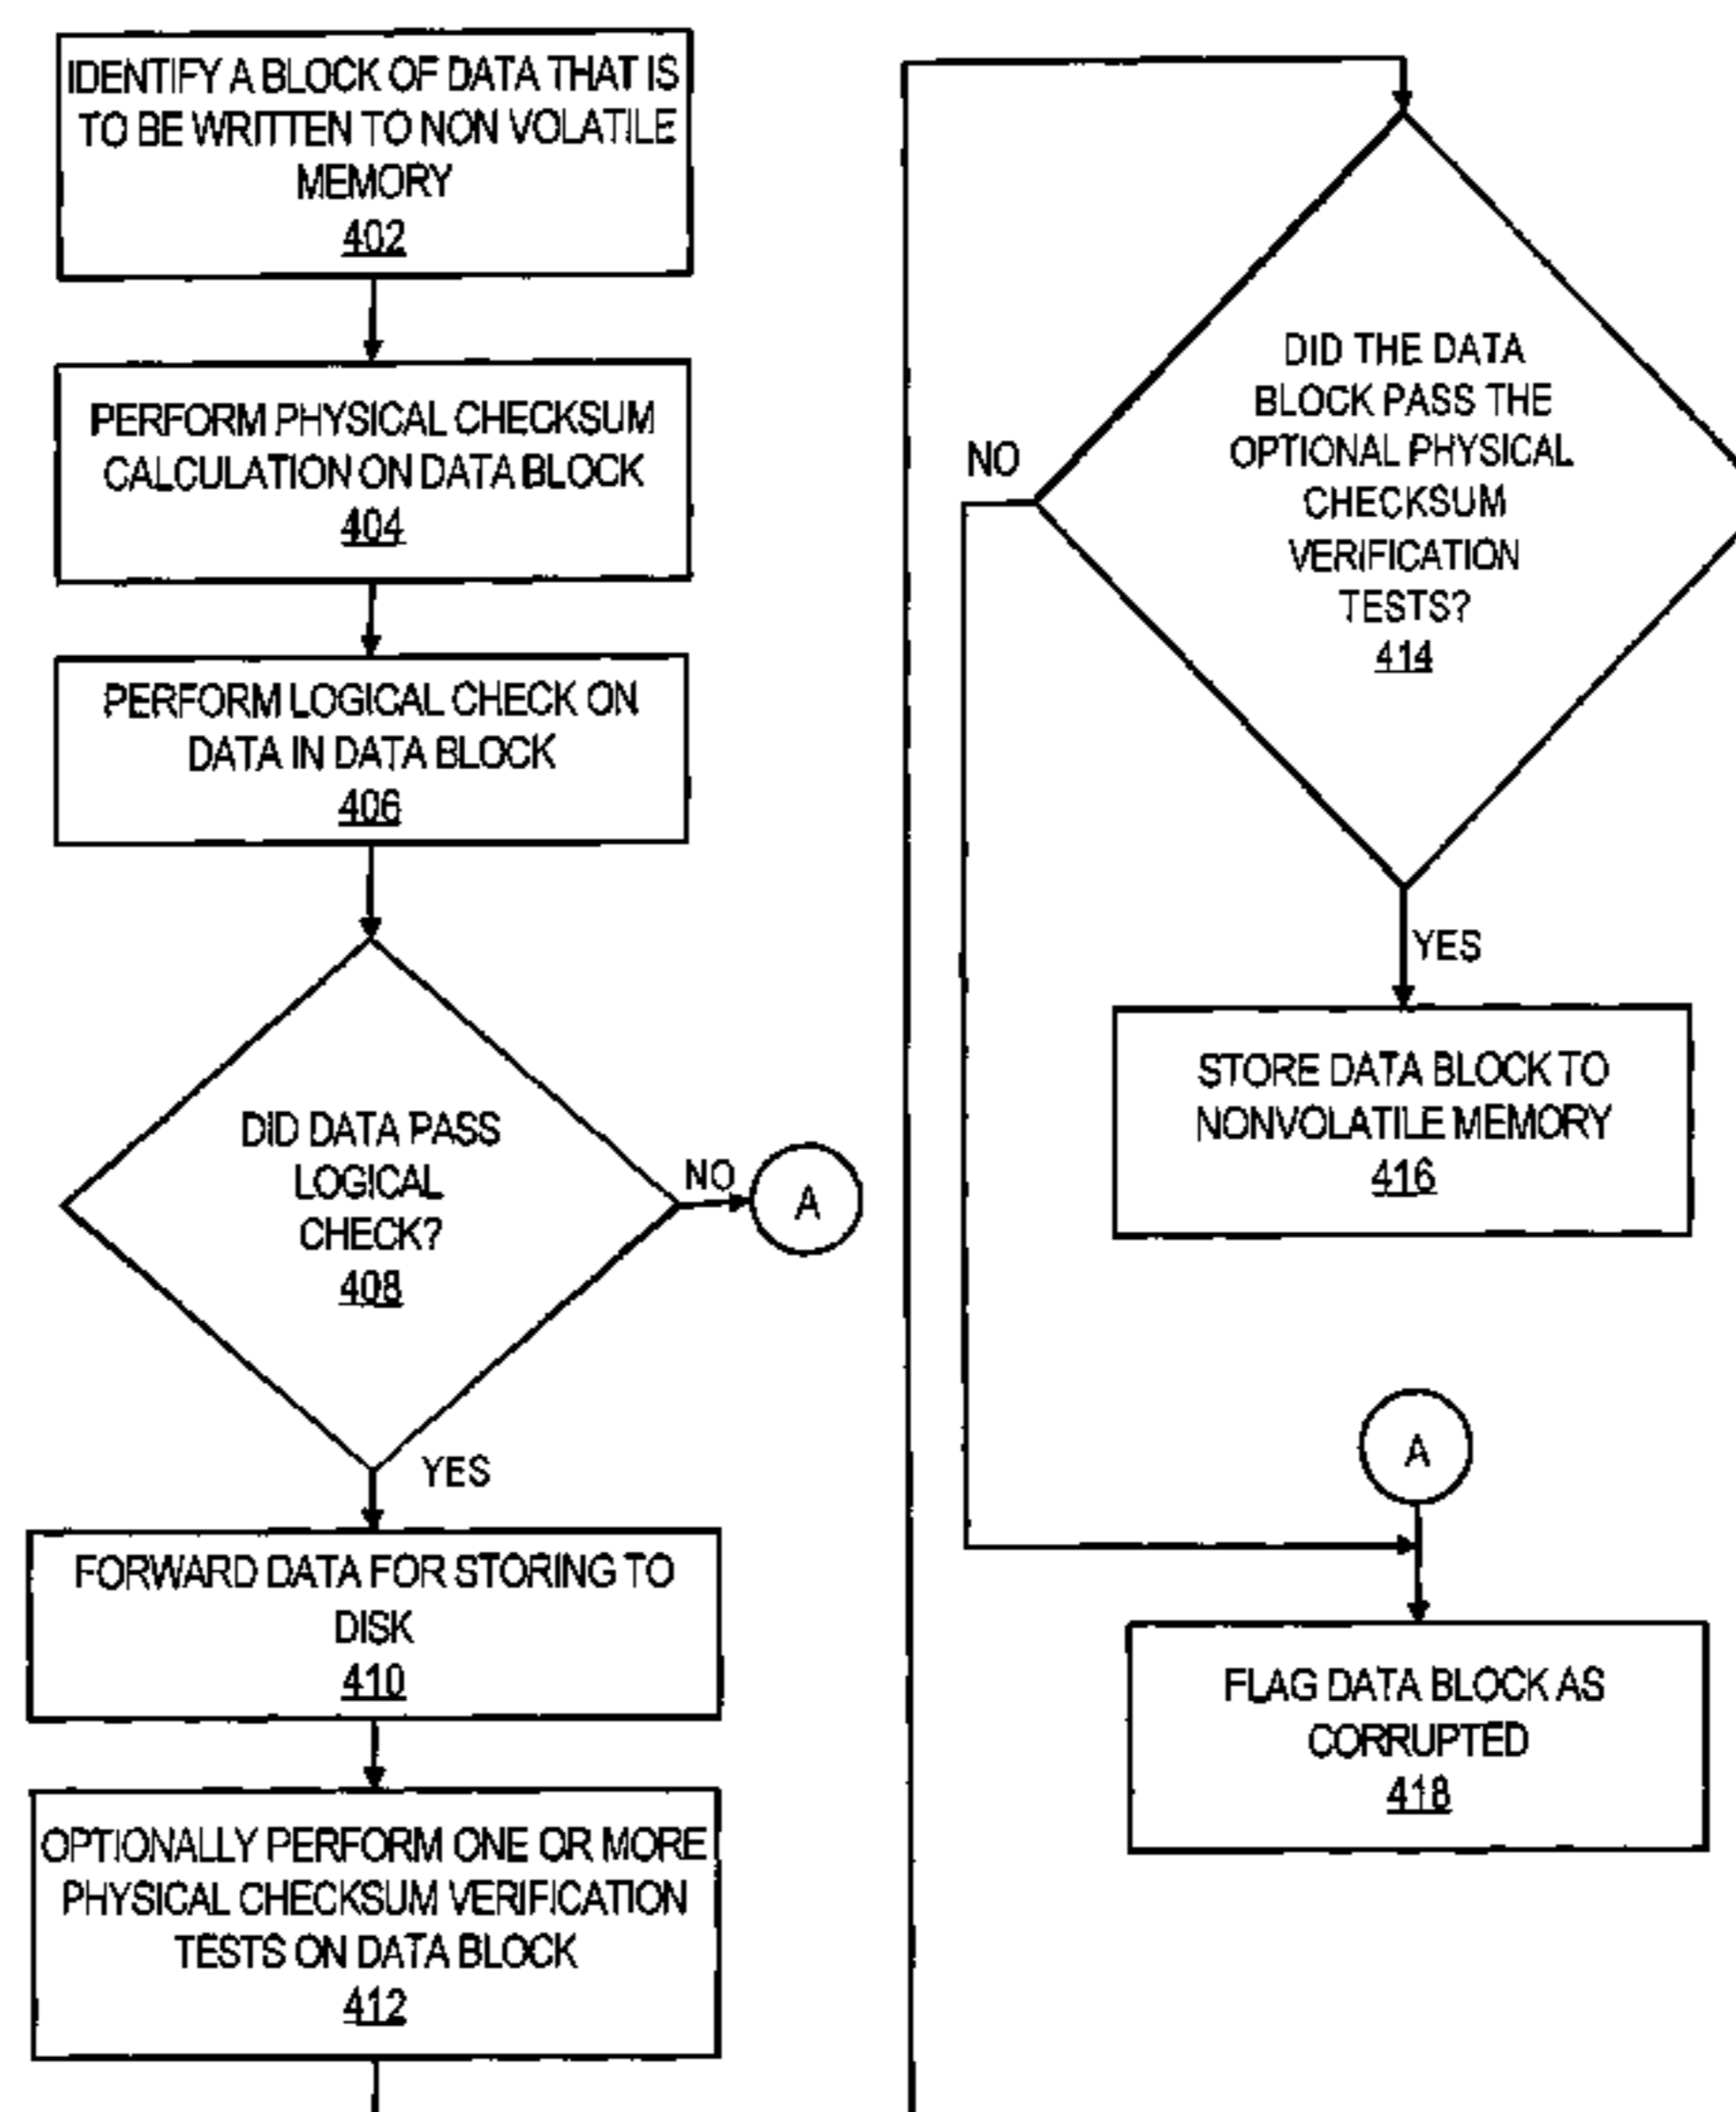 IDENTIFY A BLOCK OF DATA THAT IS
TO BE WRITTEN TO NON VOLATILE
MEMORY
402
PERFORM PHYSICAL CHECKSUM
CALCULATION ON DATA BLOCK
404
PERFORM LOGICAL CHECK ON
DATA IN DATA BLOCK
406
DID DATA PASS
LOGICAL
CHECK?
408
NO
A
YES
FORWARD DATA FOR STORING TO
DISK
410
OPTIONALLY PERFORM ONE OR MORE
PHYSICAL CHECKSUM VERIFICATION
TESTS ON DATA BLOCK
412
DID THE DATA
BLOCK PASS THE
OPTIONAL PHYSICAL
CHECKSUM
VERIFICATION
TESTS?
414
NO
YES
STORE DATA BLOCK TO
NONVOLATILE MEMORY
416
A
FLAG DATA BLOCK AS
CORRUPTED
418